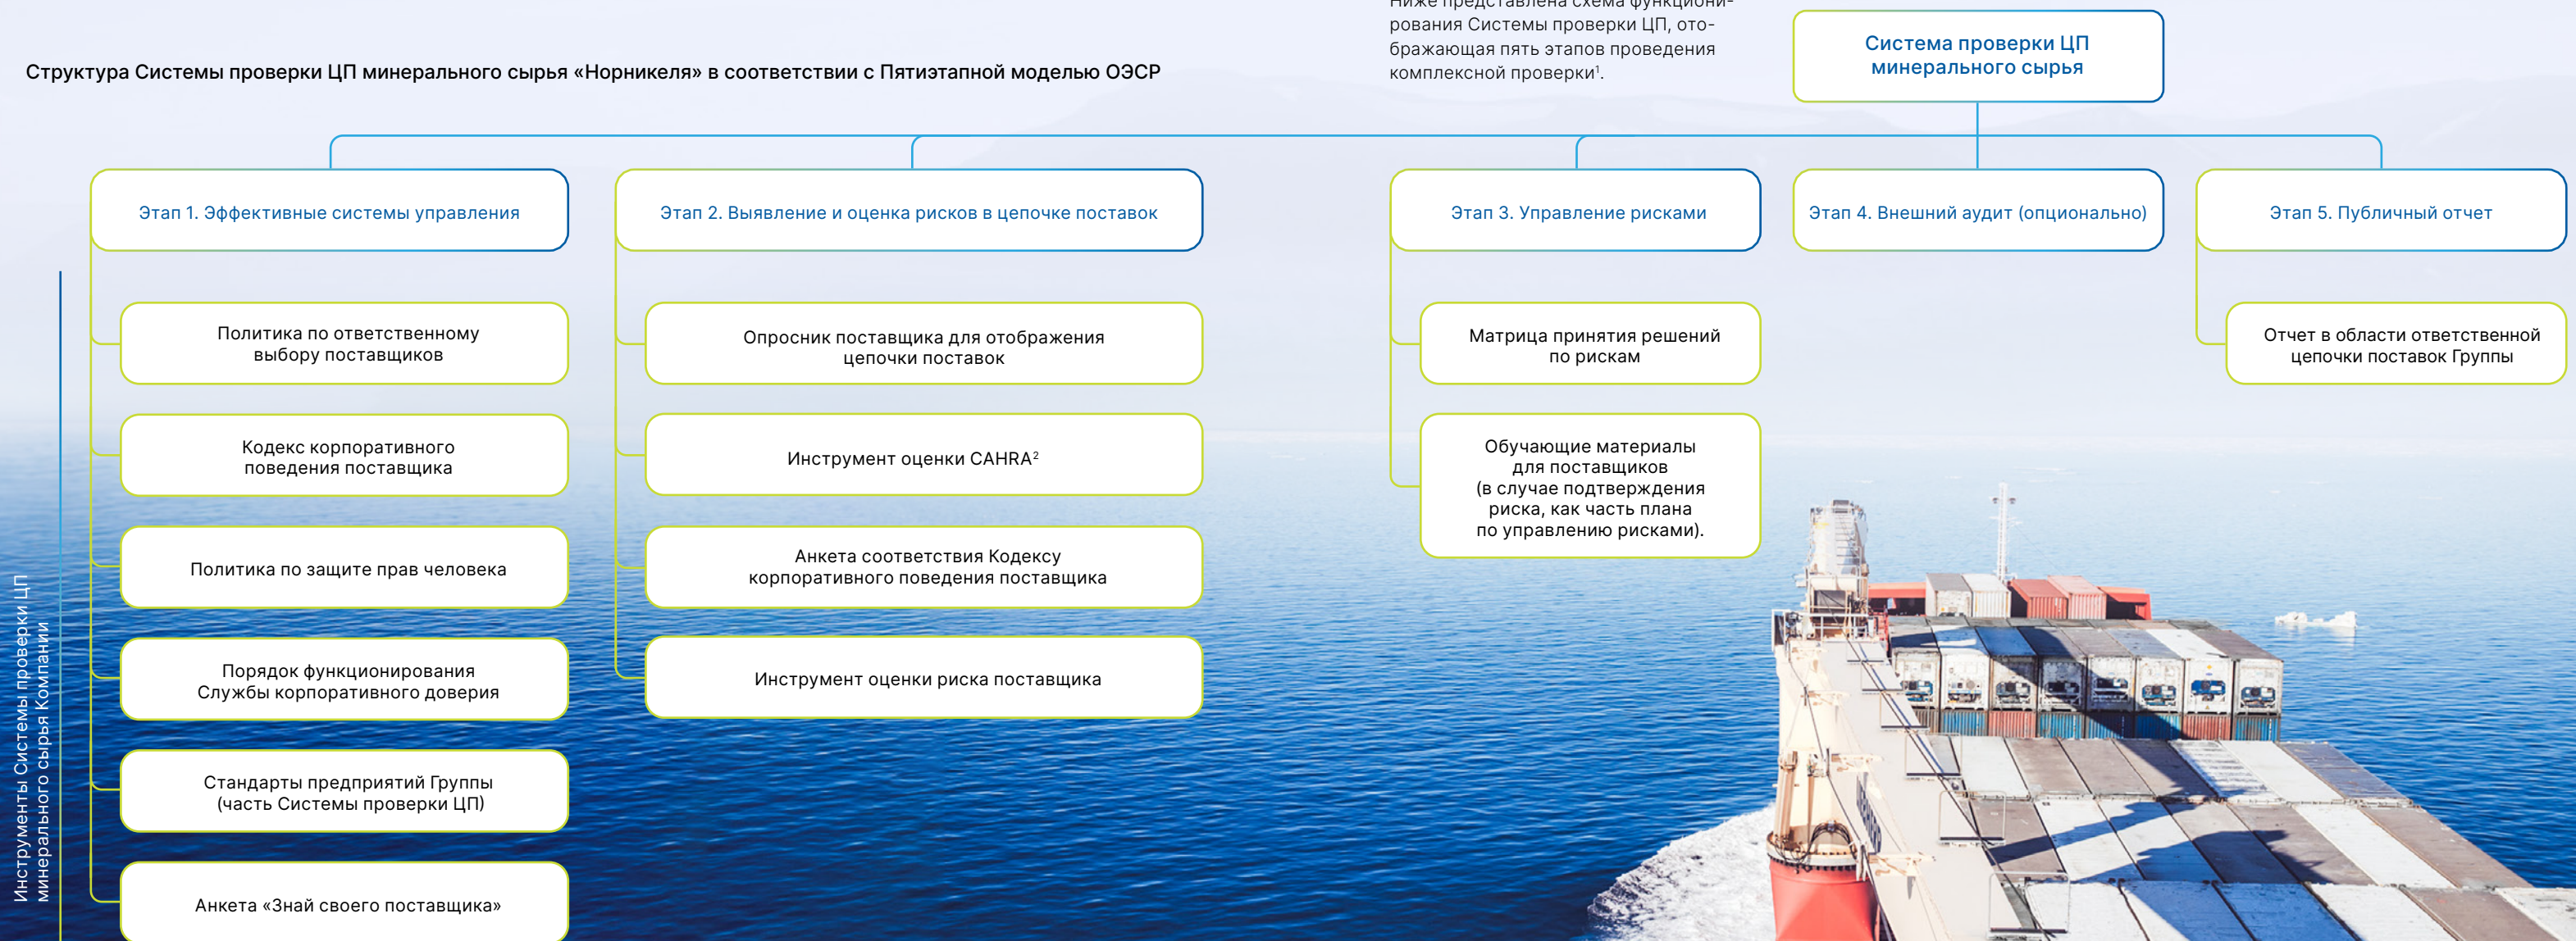 Ниже представлена схема функциони-
рования Системы проверки ЦП, ото-
бражающая пять этапов проведения
комплексной проверки¹.
Структура Системы проверки ЦП минерального сырья «Норникеля» в соответствии с Пятиэтапной моделью ОЭСР
Система проверки ЦП
минерального сырья
Этап 1. Эффективные системы управления
Политика по ответственному
выбору поставщиков
Кодекс корпоративного
поведения поставщика
Политика по защите прав человека
Порядок функционирования
Службы корпоративного доверия
Стандарты предприятий Группы
(часть Системы проверки ЦП)
Анкета «Знай своего поставщика»
Этап 2. Выявление и оценка рисков в цепочке поставок
Опросник поставщика для отображения
цепочки поставок
Инструмент оценки CAHRA²
Анкета соответствия Кодексу
корпоративного поведения поставщика
Инструмент оценки риска поставщика
Этап 3. Управление рисками
Матрица принятия решений
по рискам
Обучающие материалы
для поставщиков
(в случае подтверждения
риска, как часть плана
по управлению рисками).
Этап 4. Внешний аудит (опционально)
Этап 5. Публичный отчет
Отчет в области ответственной
цепочки поставок Группы
Инструменты Системы проверки ЦП
минерального сырья Компании